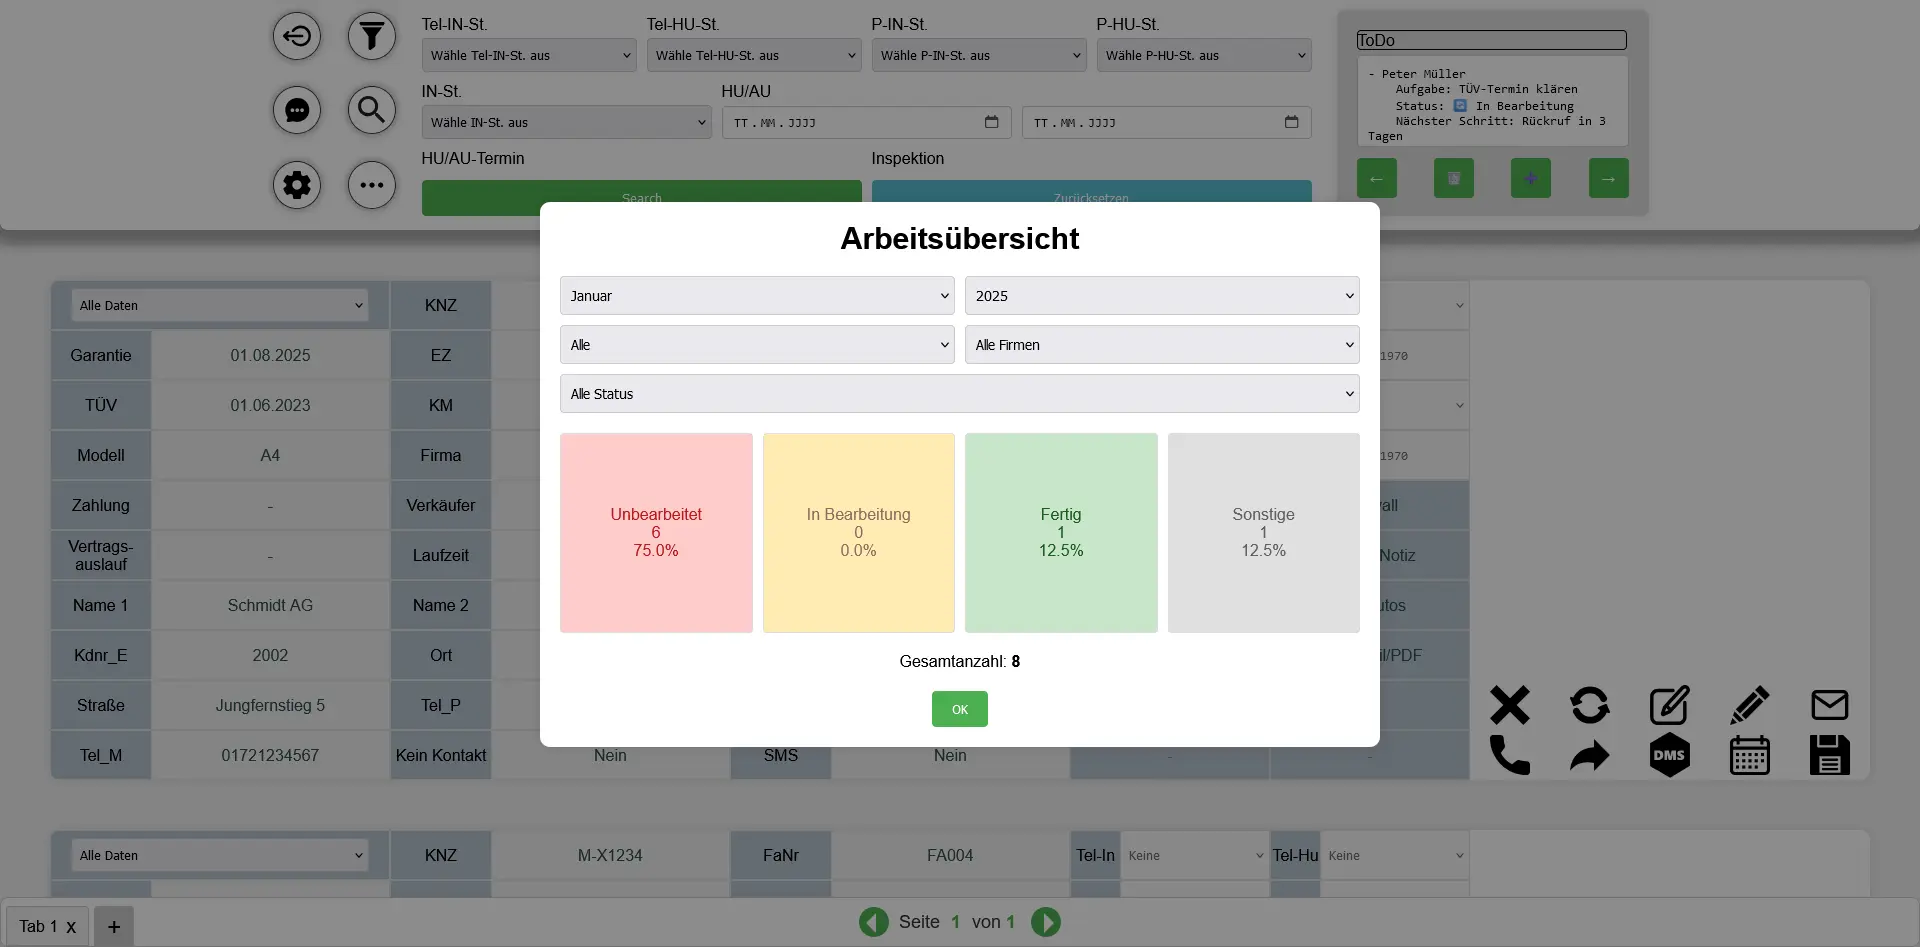 Tel-IN-St. Tel-HU-St. P-IN-St. P-HU-St.
Wähle Tel-IN-St. aus Wähle Tel-HU-St. aus Wähle P-IN-St. aus Wähle P-HU-St. aus
IN-St. HU/AU
Wähle IN-St. aus TT.MM.JJJJ TT.MM.JJJJ
HU/AU-Termin Inspektion
Search Zurücksetzen
ToDo
- Peter Müller
Aufgabe: TÜV-Termin klären
Status: In Bearbeitung
Nächster Schritt: Rückruf in 3
Tagen
Arbeitsübersicht
Januar 2025
Alle Alle Firmen
Alle Status
Unbearbeitet
6
75.0%
In Bearbeitung
0
0.0%
Fertig
1
12.5%
Sonstige
1
12.5%
Gesamtanzahl: 8
OK
Alle Daten KNZ
Garantie 01.08.2025 EZ 1970
TÜV 01.06.2023 KM
Modell A4 Firma 1970
Zahlung - Verkäufer
Vertrags-
auslauf - Laufzeit Notiz
Name 1 Schmidt AG Name 2
Kdnr_E 2002 Ort /PDF
Straße Jungfernstieg 5 Tel_P
Tel_M 01721234567 Kein Kontakt Nein SMS Nein - -
DMS
Alle Daten KNZ M-X1234 FaNr FA004 Tel-In Keine Tel-Hu Keine
Tab 1 x + Seite 1 von 1